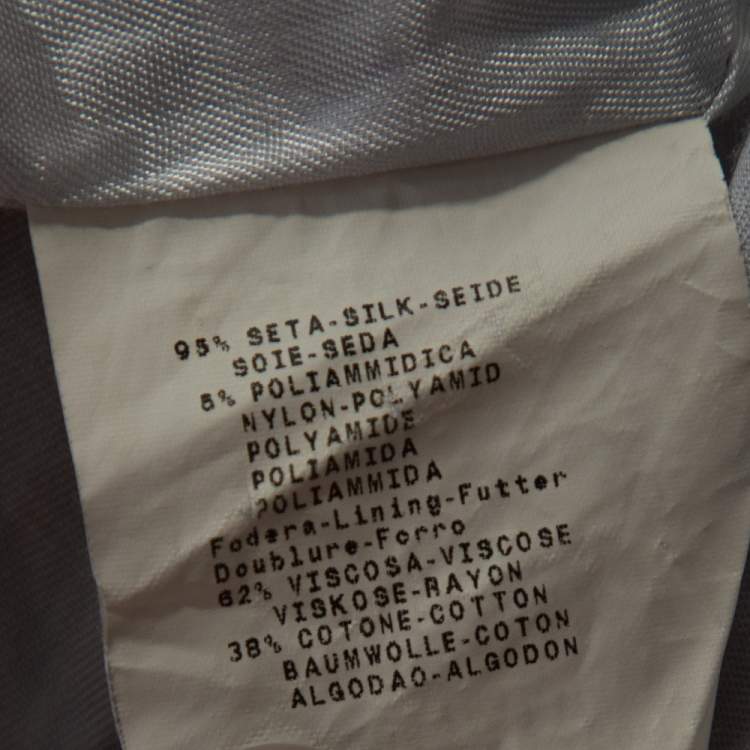 95% SETA-SILK-SEIDE
SOIE-SEDA
5% POLIAMMIDICA
NYLON-POLYAMID
POLYAMIDE
POLIAMIDA
POLIAMMIDA
Fodera-Lining-Futter
Doublure-Forro
62% VISCOSA-VISCOSE
VISKOSE-RAYON
38% COTONE-COTTON
BAUMWOLLE-COTON
ALGODAO-ALGODON